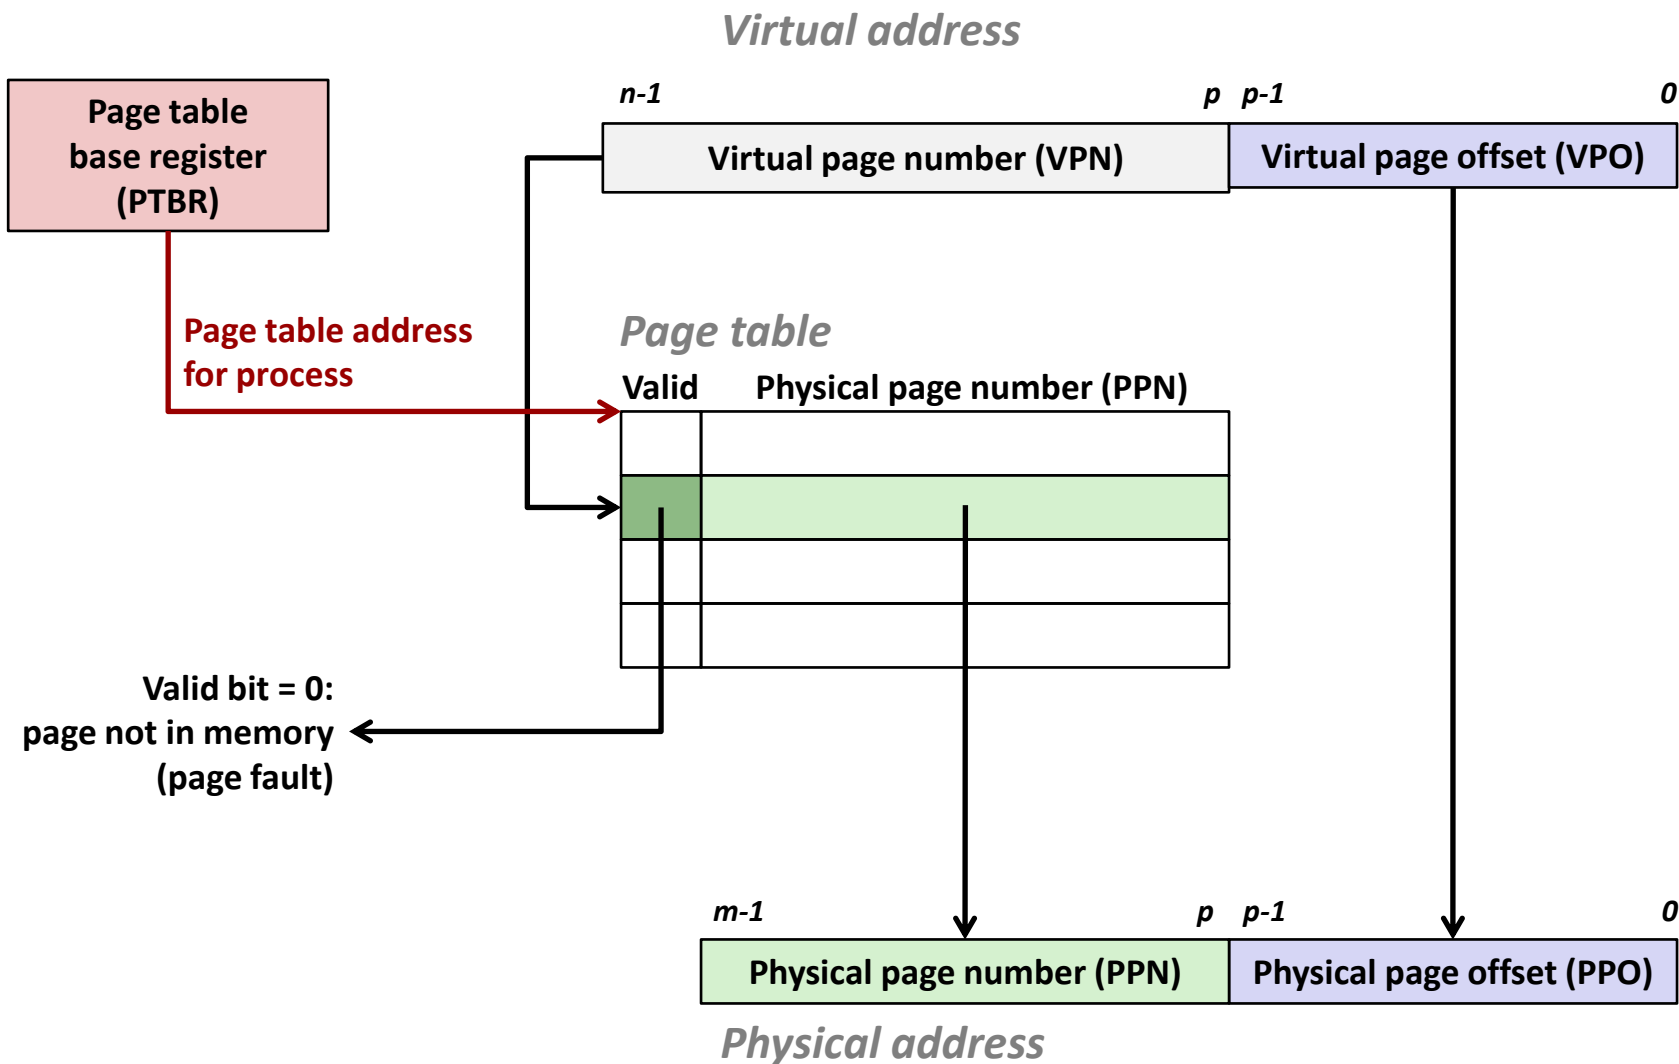 Virtual address
Page table
base register
(PTBR)
n-1
p
p-1
0
Virtual page number (VPN)
Virtual page offset (VPO)
Page table address
for process
Page table
Valid
Physical page number (PPN)
Valid bit = 0:
page not in memory
(page fault)
m-1
p
p-1
0
Physical page number (PPN)
Physical page offset (PPO)
Physical address